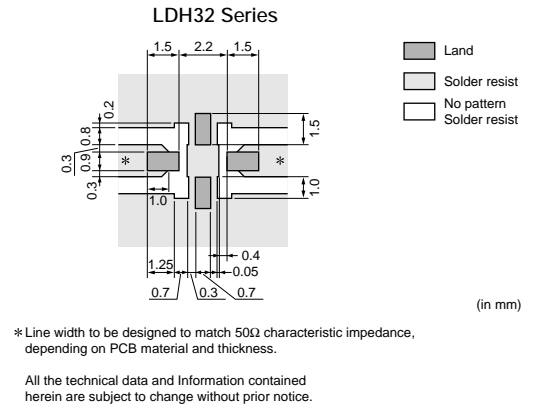 LDH32 Series
1.5 2.2 1.5
Land
Solder resist
No pattern
Solder resist
0.2
0.8
0.3
0.9
0.3
1.5
1.0
* *
1.0
0.4
1.25
0.05
0.7 0.3 0.7
(in mm)
* Line width to be designed to match 50Ω characteristic impedance,
depending on PCB material and thickness.
All the technical data and Information contained
herein are subject to change without prior notice.